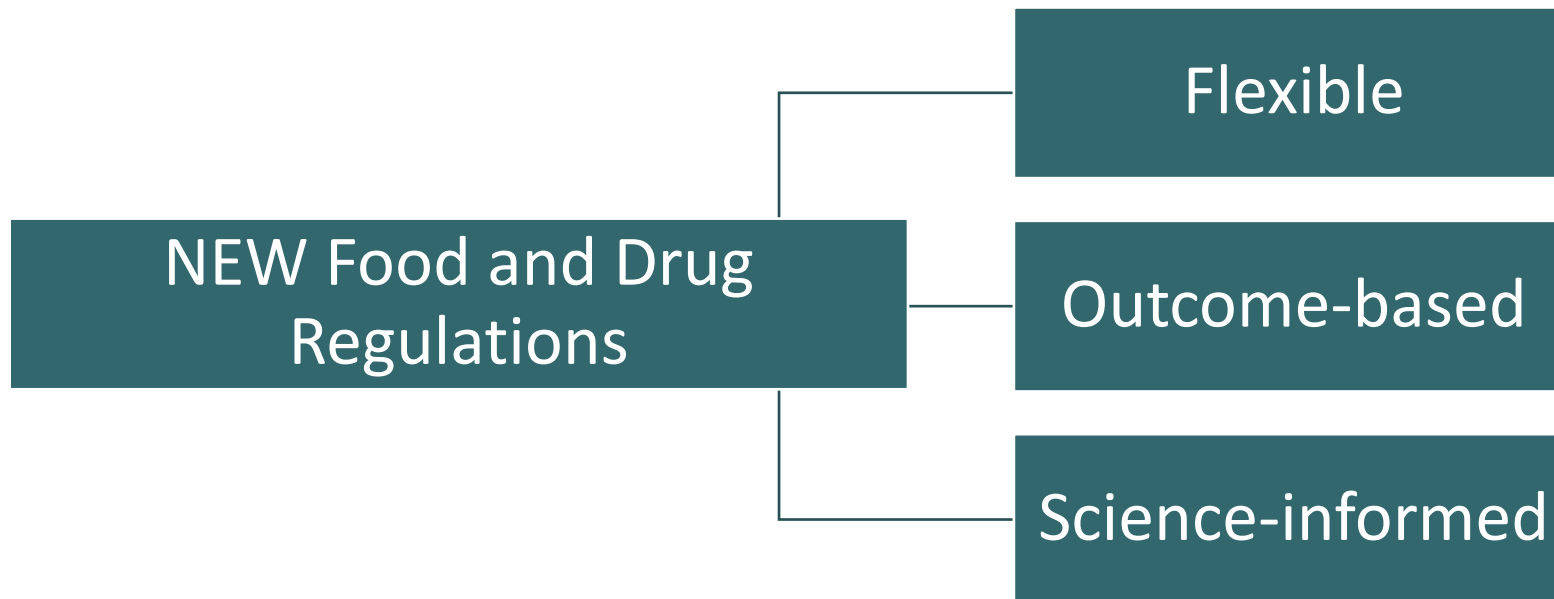 Flexible
NEW Food and Drug
Regulations
Outcome-based
Science-informed